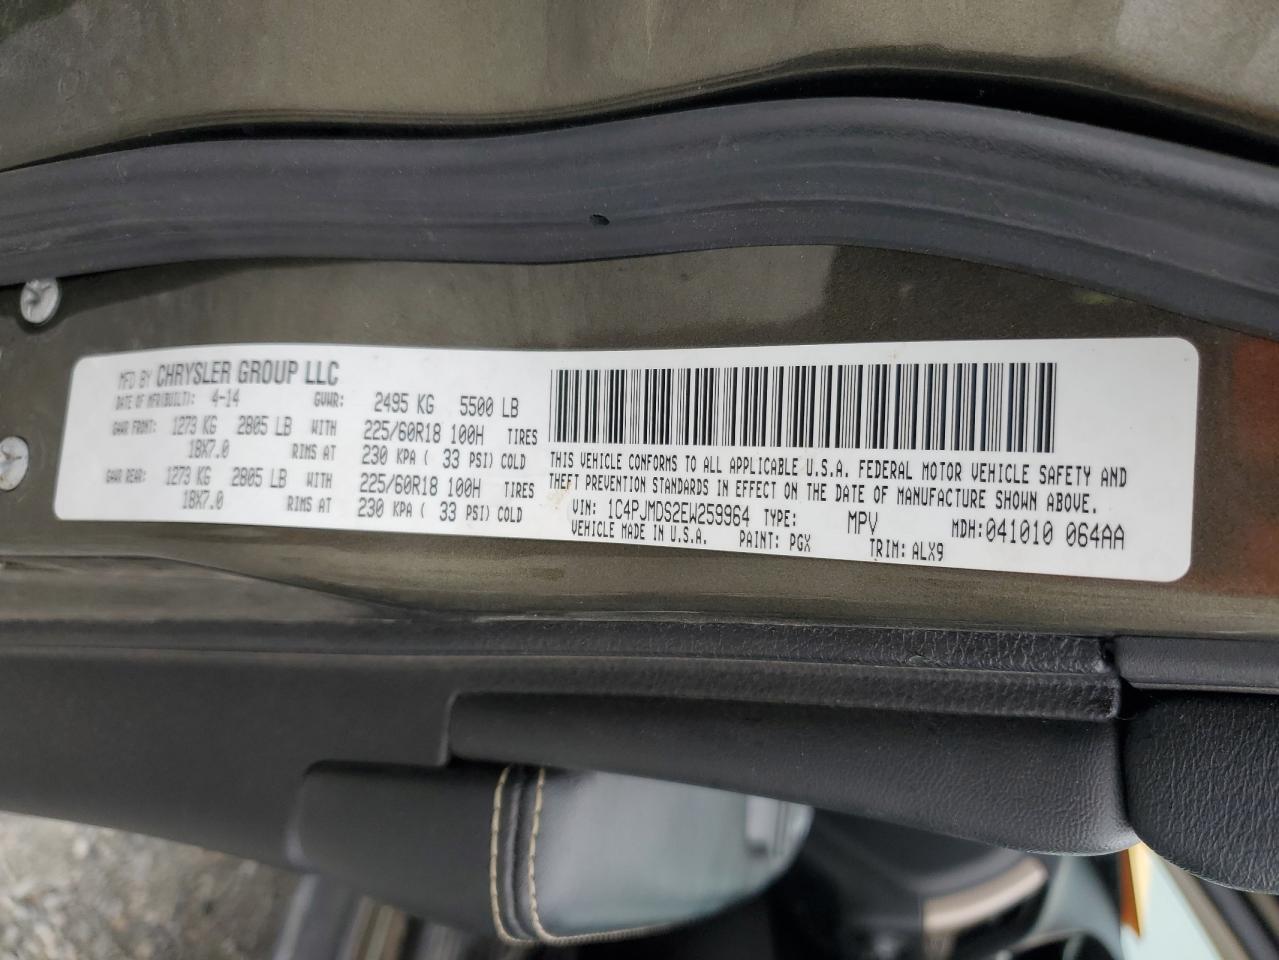 MFD BY CHRYSLER GROUP LLC
DATE OF MFR(BUILT): 4-14 GVWR: 2495 KG 5500 LB
GAWR FRONT: 1273 KG 2805 LB WITH 225/60R18 100H TIRES
18X7.0 RIMS AT 230 KPA ( 33 PSI) COLD
GAWR REAR: 1273 KG 2805 LB WITH 225/60R18 100H TIRES
18X7.0 RIMS AT 230 KPA ( 33 PSI) COLD
THIS VEHICLE CONFORMS TO ALL APPLICABLE U.S.A. FEDERAL MOTOR VEHICLE SAFETY AND
THEFT PREVENTION STANDARDS IN EFFECT ON THE DATE OF MANUFACTURE SHOWN ABOVE.
VIN: 1C4PJMDS2EW259964 TYPE: MPV MDH:041010 064AA
VEHICLE MADE IN U.S.A. PAINT: PGX TRIM: ALX9